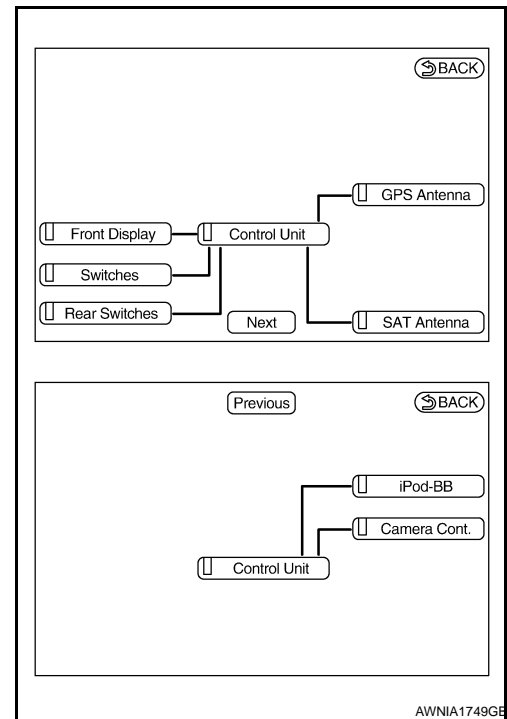 BACK
GPS Antenna
Front Display
Control Unit
Switches
Rear Switches
Next
SAT Antenna
Previous
BACK
iPod-BB
Camera Cont.
Control Unit
AWNIA1749GB